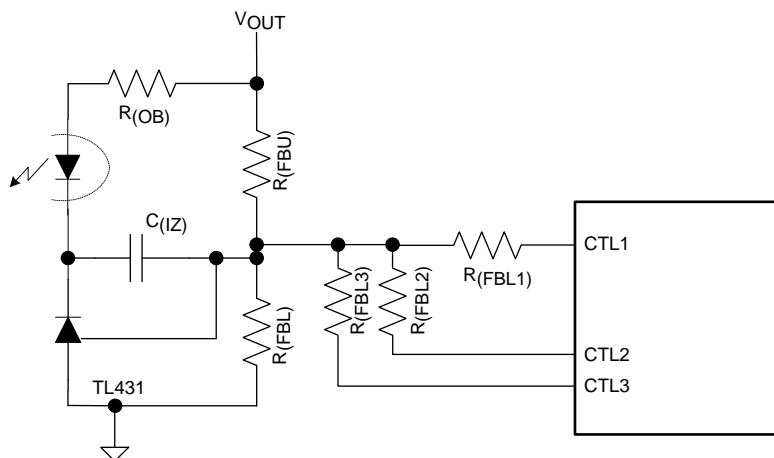 VOUT
R(OB)
R(FBU)
C(IZ)
R(FBL1)
CTL1
R(FBL3)
R(FBL2)
R(FBL)
CTL2
CTL3
TL431